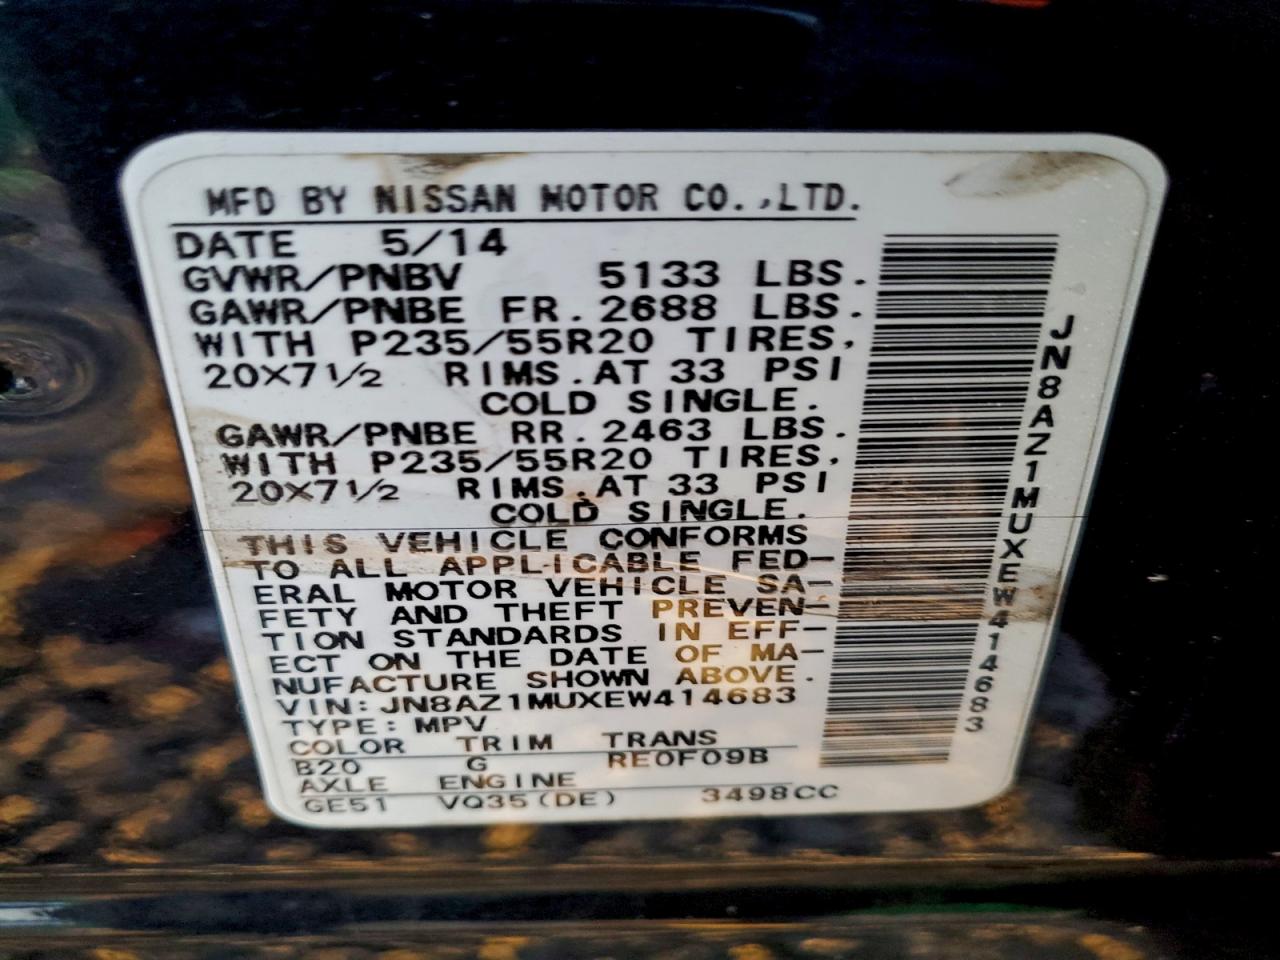 MFD BY NISSAN MOTOR CO.,LTD.
DATE 5/14
GVWR/PNBV 5133 LBS.
GAWR/PNBE FR. 2688 LBS.
WITH P235/55R20 TIRES,
20X7 1/2 RIMS.AT 33 PSI
COLD SINGLE.
GAWR/PNBE RR. 2463 LBS.
WITH P235/55R20 TIRES,
20X7 1/2 RIMS.AT 33 PSI
COLD SINGLE.
THIS VEHICLE CONFORMS
TO ALL APPLICABLE FED-
ERAL MOTOR VEHICLE SA-
FETY AND THEFT PREVEN-
TION STANDARDS IN EFF-
ECT ON THE DATE OF MA-
NUFACTURE SHOWN ABOVE.
VIN:JN8AZ1MUXEW414683
TYPE:MPV
COLOR TRIM TRANS
B20 G RE0F09B
AXLE ENGINE
GE51 VQ35(DE) 3498CC
JN8AZ1MUXEW414683